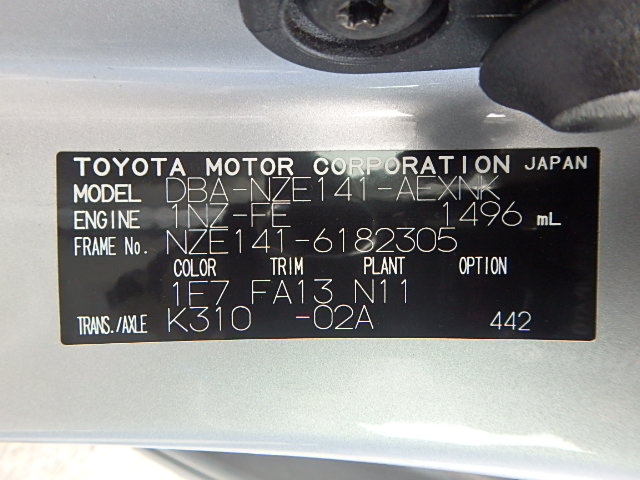 TOYOTA MOTOR CORPORATION JAPAN
MODEL DBA-NZE141-AEXNK
ENGINE 1NZ-FE 1496 mL
FRAME No. NZE141-6182305
COLOR TRIM PLANT OPTION
1E7 FA13 N11
TRANS./AXLE K310 -02A 442